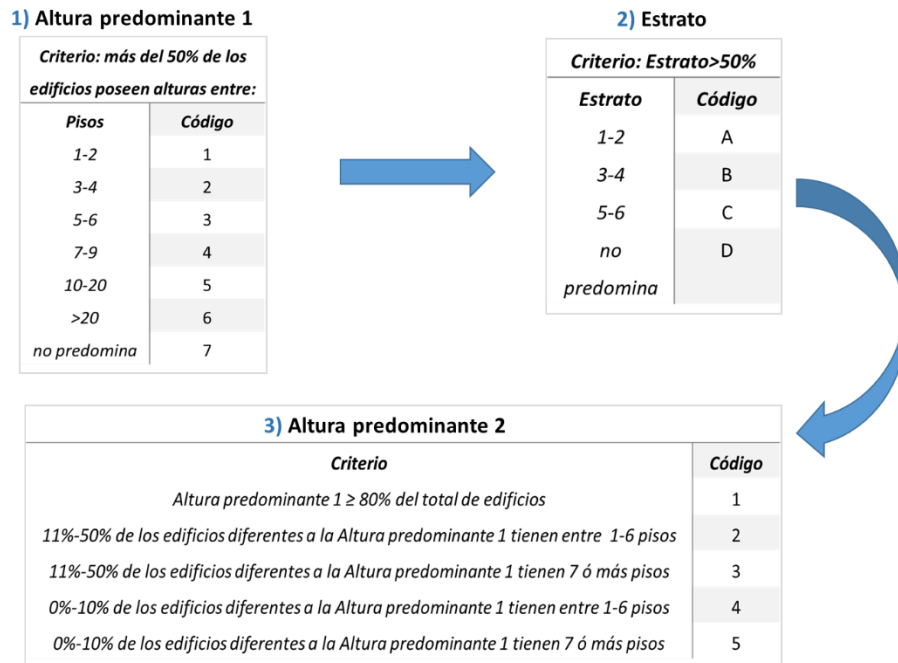 1) Altura predominante 1
Criterio: más del 50% de los
edificios poseen alturas entre:
Pisos Código
1-2 1
3-4 2
5-6 3
7-9 4
10-20 5
>20 6
no predomina 7
2) Estrato
Criterio: Estrato>50%
Estrato Código
1-2 A
3-4 B
5-6 C
no D
predomina
3) Altura predominante 2
Criterio Código
Altura predominante 1 ≥ 80% del total de edificios 1
11%-50% de los edificios diferentes a la Altura predominante 1 tienen entre 1-6 pisos 2
11%-50% de los edificios diferentes a la Altura predominante 1 tienen 7 ó más pisos 3
0%-10% de los edificios diferentes a la Altura predominante 1 tienen entre 1-6 pisos 4
0%-10% de los edificios diferentes a la Altura predominante 1 tienen 7 ó más pisos 5